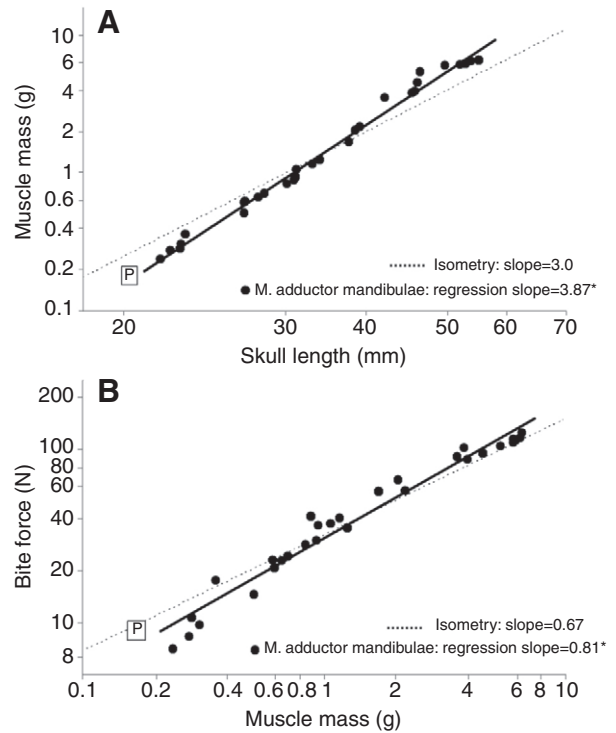 A
10
6
4
2
1
0.6
0.4
0.2
0.1
Muscle mass (g)
P
Isometry: slope=3.0
M. adductor mandibulae: regression slope=3.87*
20
30
40
50
60
70
Skull length (mm)
B
200
100
80
60
40
20
10
8
Bite force (N)
P
Isometry: slope=0.67
M. adductor mandibulae: regression slope=0.81*
0.1
0.2
0.4
0.6
0.8
1
2
4
6
8
10
Muscle mass (g)